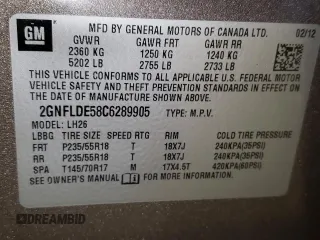 GM
MFD BY GENERAL MOTORS OF CANADA LTD. 02/12
GVWR GAWR FRT GAWR RR
2360 KG 1250 KG 1240 KG
5202 LB 2755 LB 2733 LB
THIS VEHICLE CONFORMS TO ALL APPLICABLE U.S. FEDERAL MOTOR
VEHICLE SAFETY AND THEFT PREVENTION STANDARDS IN EFFECT ON
THE DATE OF MANUFACTURE SHOWN ABOVE.
2GNFLDE58C6289905 TYPE: M.P.V.
MODEL: LH26
LBBG TIRE SIZE SPEED RTG RIM COLD TIRE PRESSURE
FRT P235/55R18 T 18X7J 240KPA(35PSI)
RR P235/55R18 T 18X7J 240KPA(35PSI)
SPA T145/70R17 M 17X4.5T 420KPA(60PSI)
SEE OWNER'S MANUAL
DREAMBID